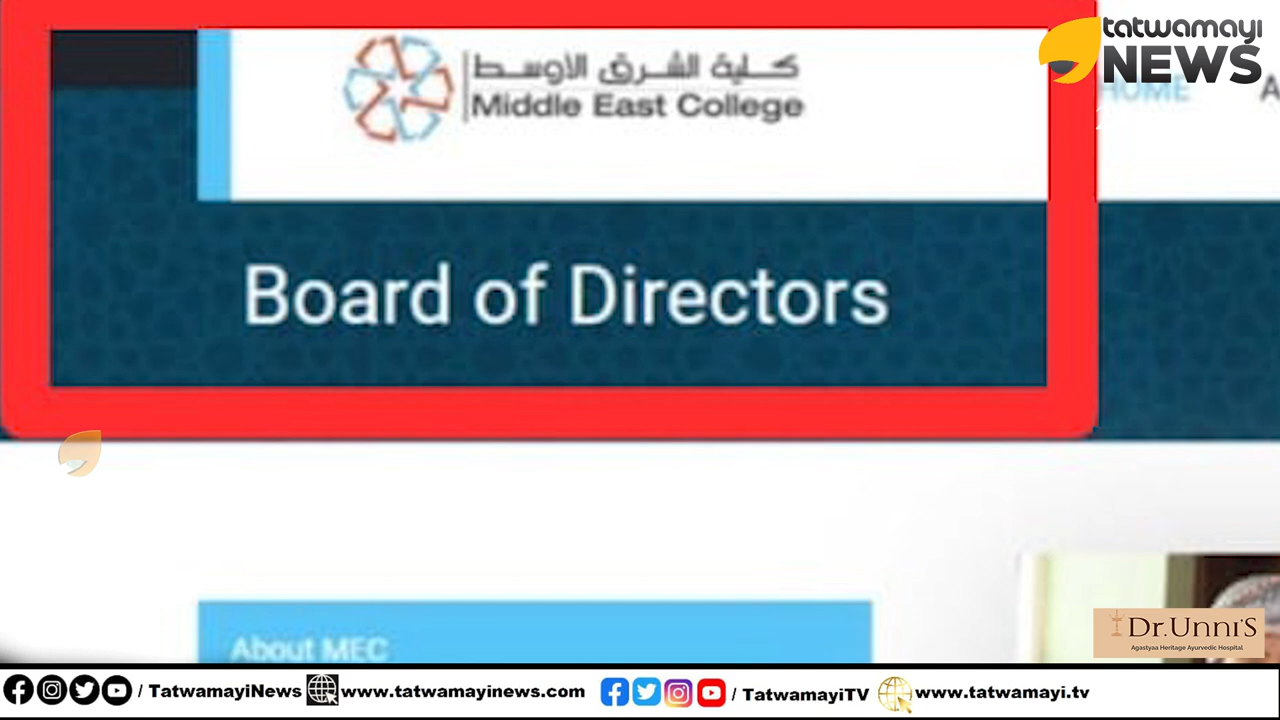 tatwamayi
NEWS
كلية الشرق الأوسط
Middle East College
HOME
A
Board of Directors
About MEC
Dr.UNNI'S
Agastyaa Heritage Ayurvedic Hospital
/ TatwamayiNews www.tatwamayinews.com / TatwamayiTV www.tatwamayi.tv